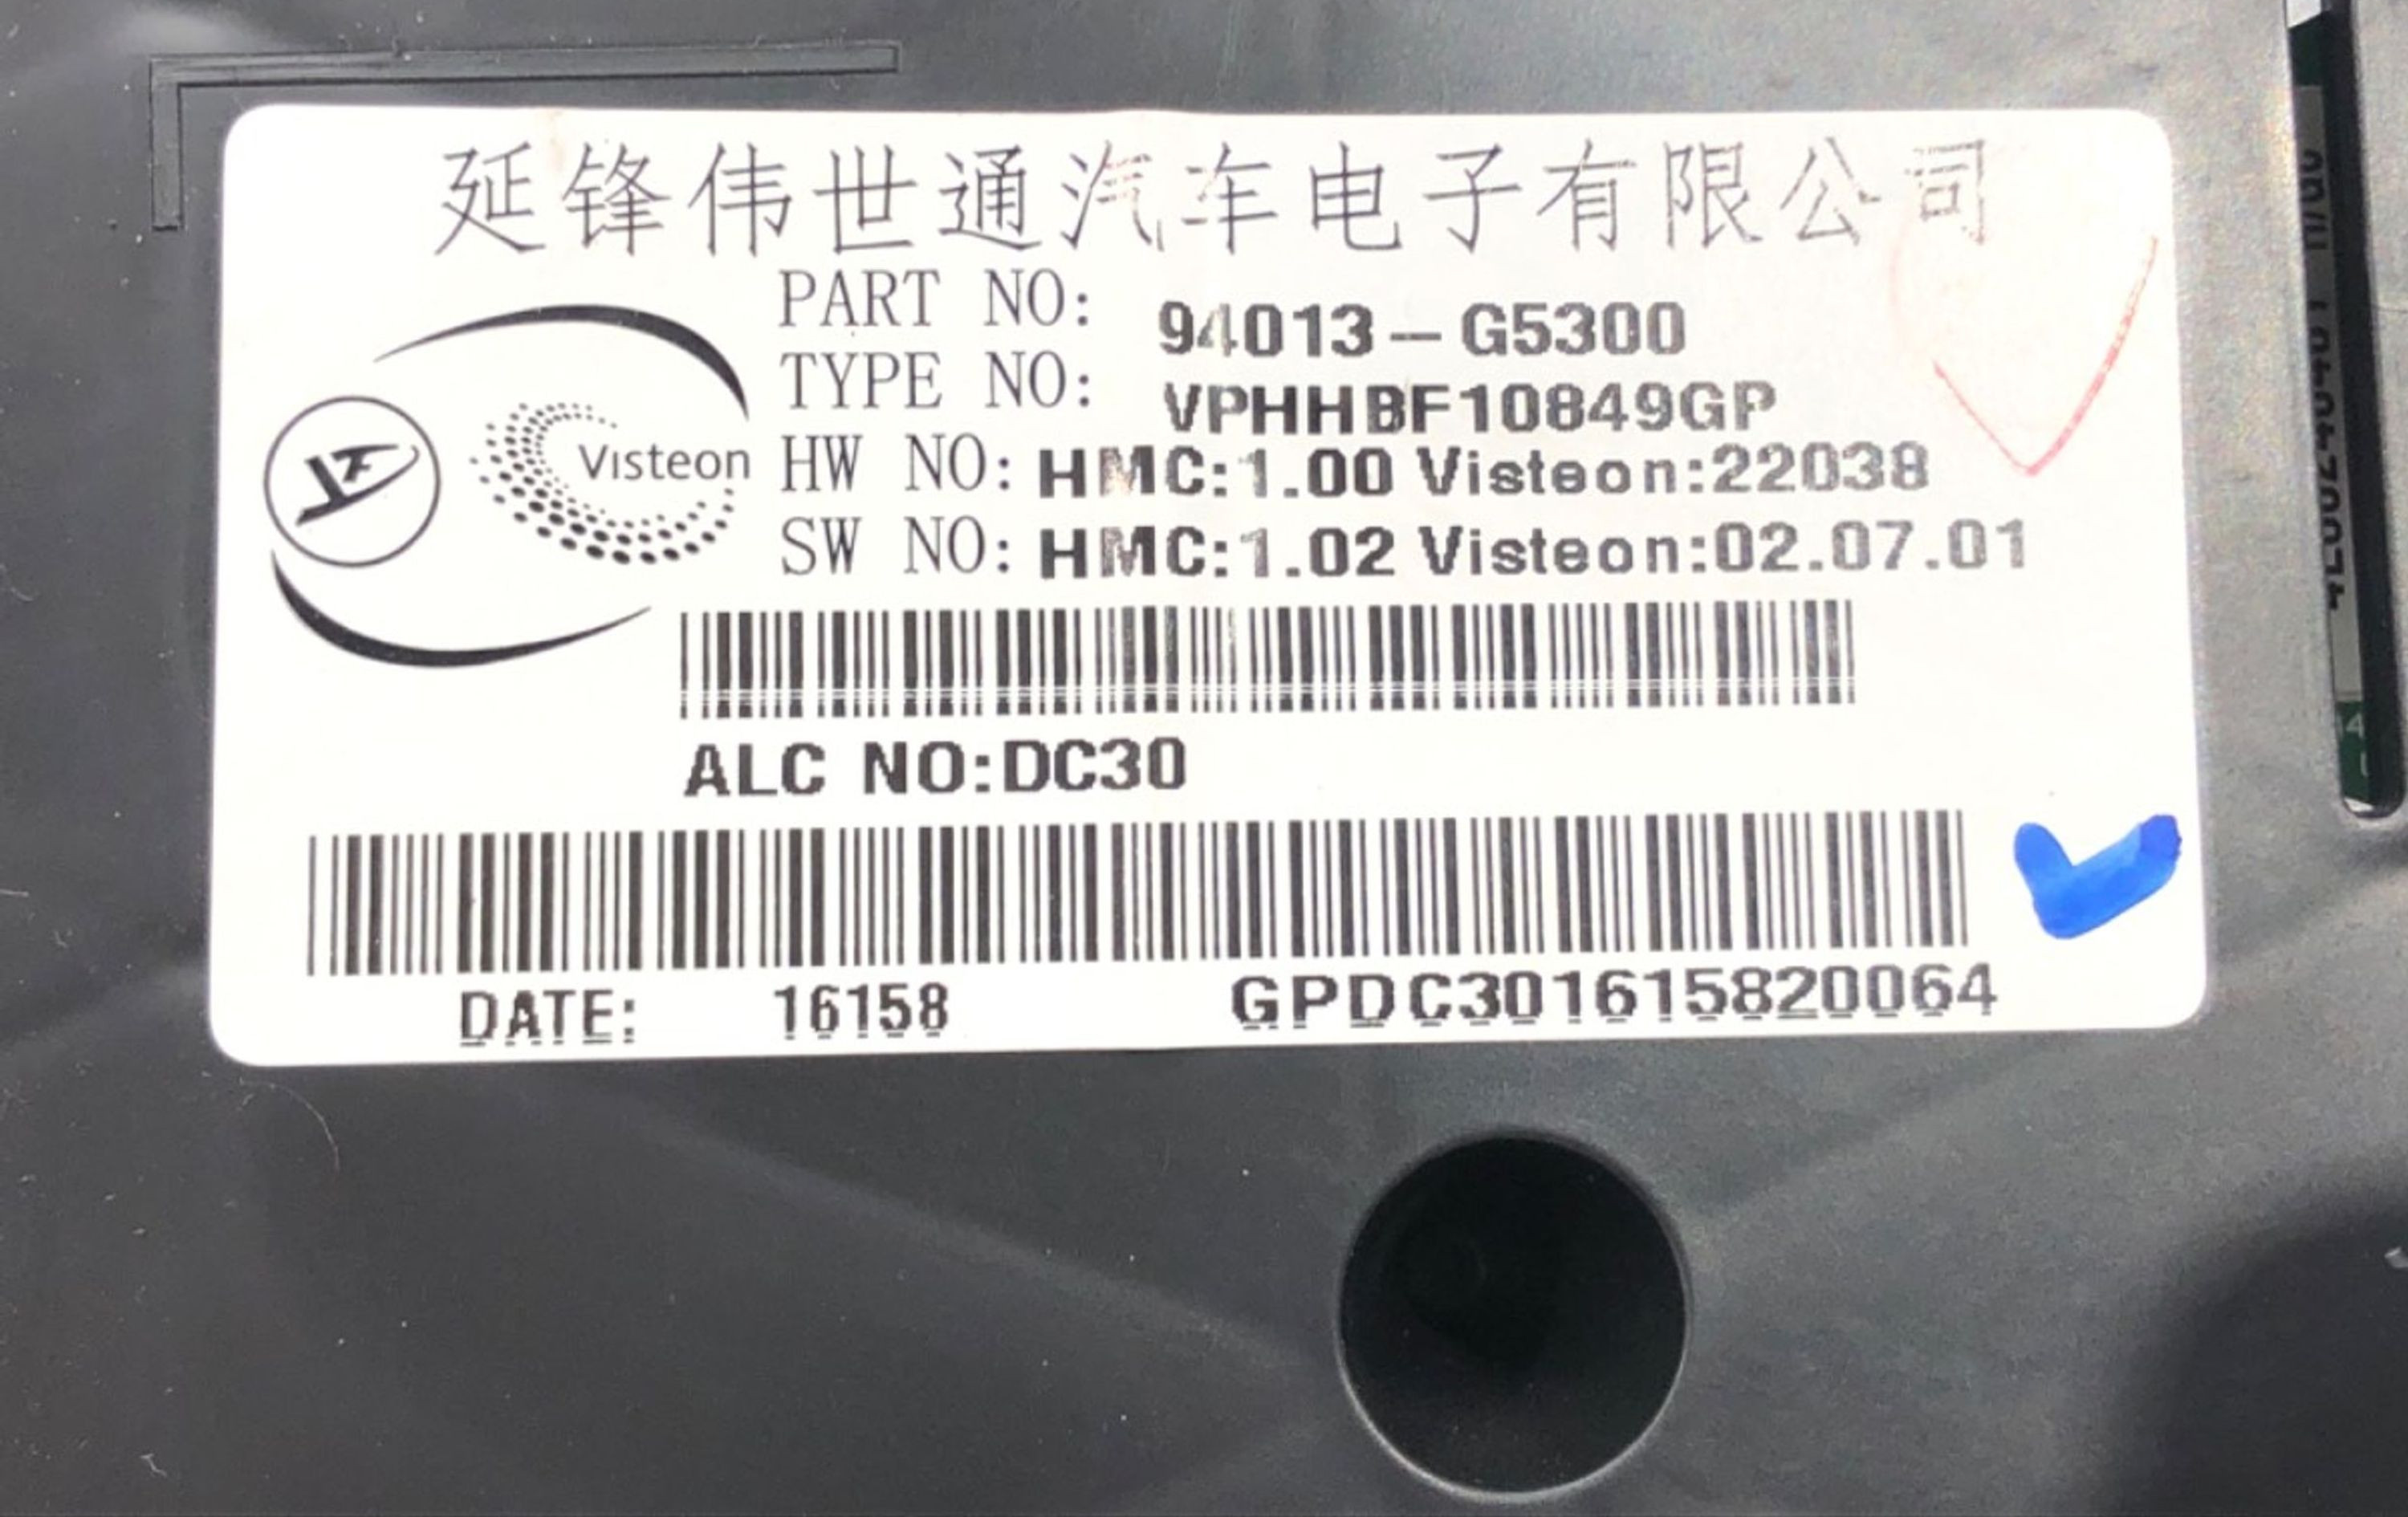 延锋伟世通汽车电子有限公司
PART NO: 94013-G5300
TYPE NO: VPHHBF10849GP
Visteon
HW NO: HMC:1.00 Visteon:22038
SW NO: HMC:1.02 Visteon:02.07.01
ALC NO:DC30
DATE: 16158 GPDC301615820064